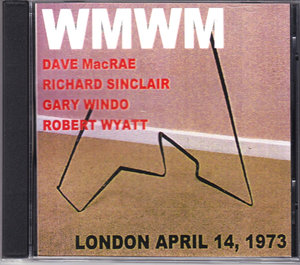 WMWM
DAVE MacRAE
RICHARD SINCLAIR
GARY WINDO
ROBERT WYATT
LONDON APRIL 14, 1973